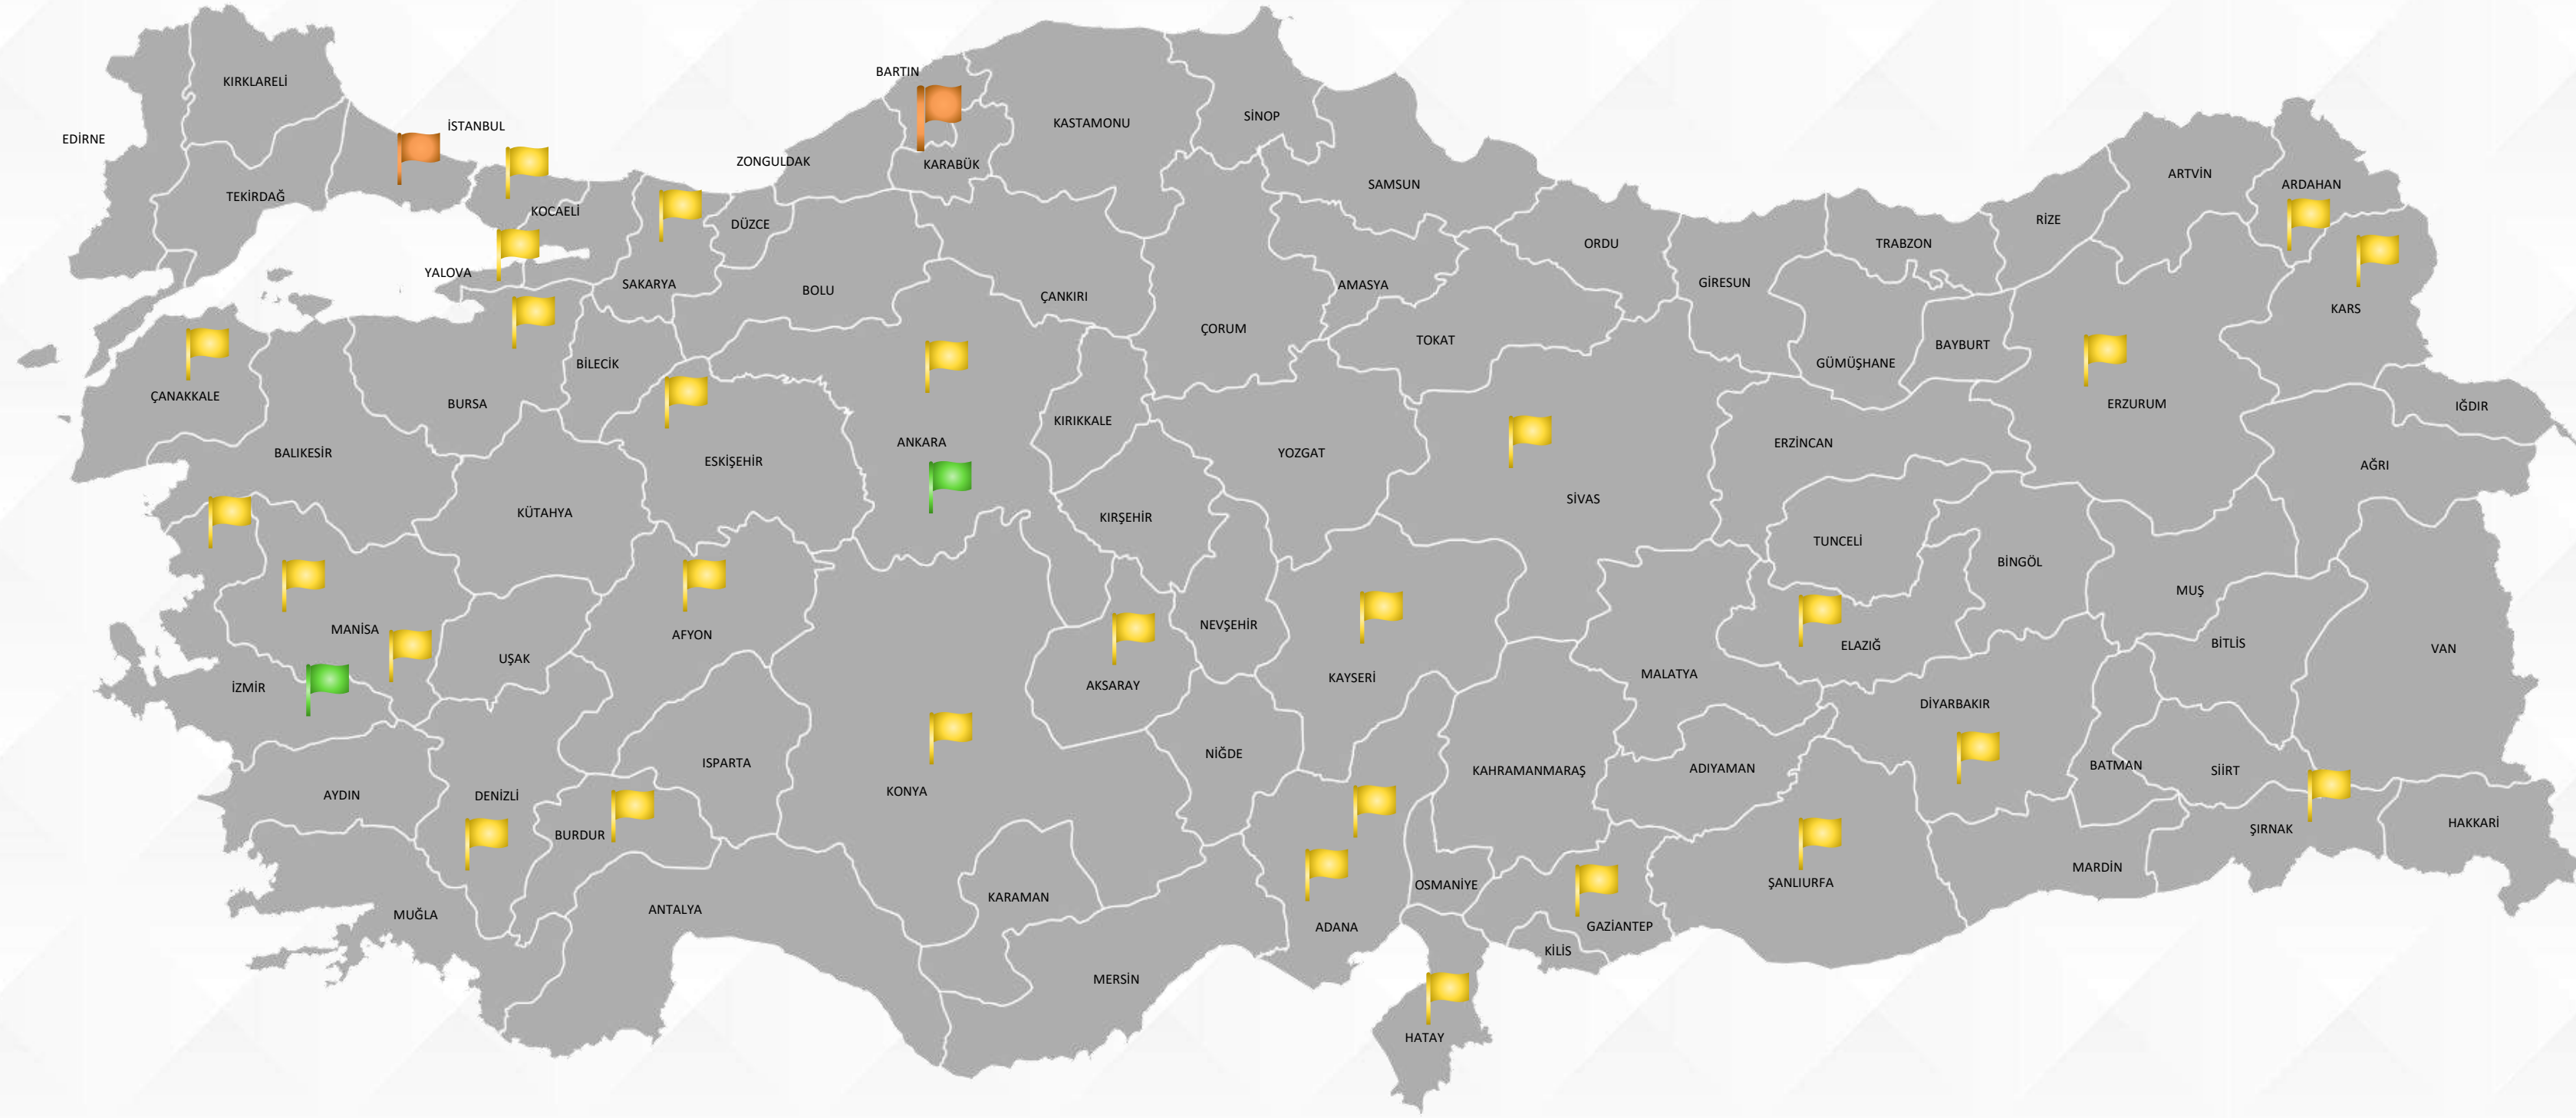 KIRKLARELİ
BARTIN
EDİRNE
İSTANBUL
KASTAMONU
SİNOP
ZONGULDAK
KARABÜK
TEKİRDAĞ
SAMSUN
ARTVİN
ARDAHAN
KOCAELİ
DÜZCE
ORDU
TRABZON
RİZE
YALOVA
SAKARYA
BOLU
ÇANKIRI
AMASYA
GİRESUN
KARS
ÇORUM
TOKAT
BAYBURT
GÜMÜŞHANE
BİLECİK
ÇANAKKALE
BURSA
ERZURUM
IĞDIR
KIRIKKALE
ANKARA
ERZİNCAN
BALIKESİR
ESKİŞEHİR
YOZGAT
AĞRI
SİVAS
KÜTAHYA
KIRŞEHİR
TUNCELİ
BİNGÖL
MUŞ
MANİSA
AFYON
NEVŞEHİR
ELAZIĞ
BİTLİS
VAN
UŞAK
İZMİR
AKSARAY
KAYSERİ
MALATYA
DİYARBAKIR
ISPARTA
NİĞDE
KAHRAMANMARAŞ
ADIYAMAN
BATMAN
SİİRT
AYDIN
DENİZLİ
KONYA
BURDUR
ŞIRNAK
HAKKARİ
MARDİN
KARAMAN
OSMANİYE
ŞANLIURFA
MUĞLA
ANTALYA
ADANA
GAZİANTEP
KİLİS
MERSİN
HATAY